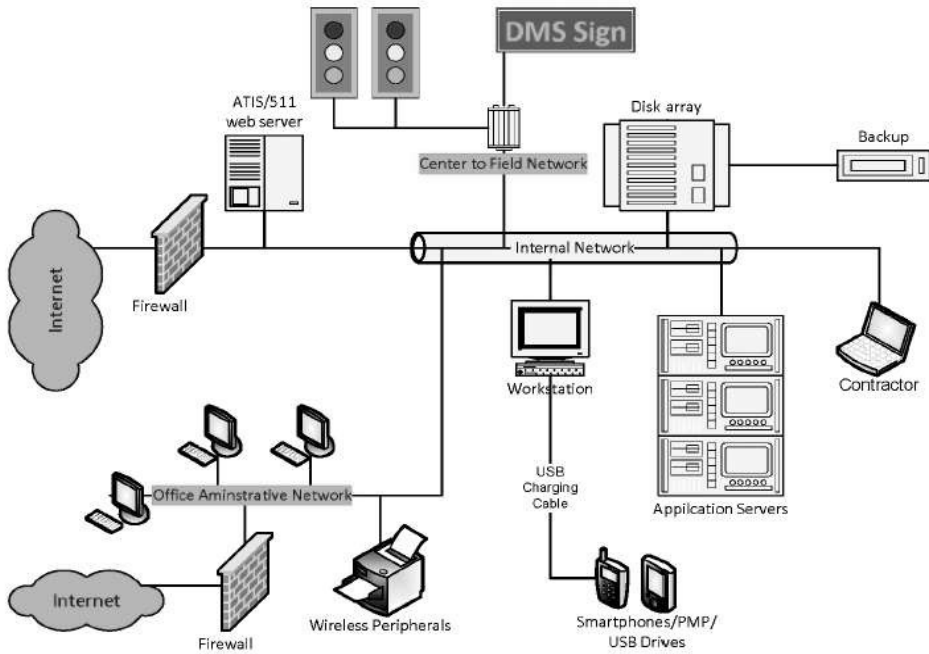 DMS Sign
ATIS/511
web server
Disk array
Backup
Center to Field Network
Internal Network
Internet
Firewall
Workstation
Contractor
USB
Charging
Cable
Office Aminstrative Network
Appilcation Servers
Internet
Firewall
Wireless Peripherals
Smartphones/PMP/
USB Drives